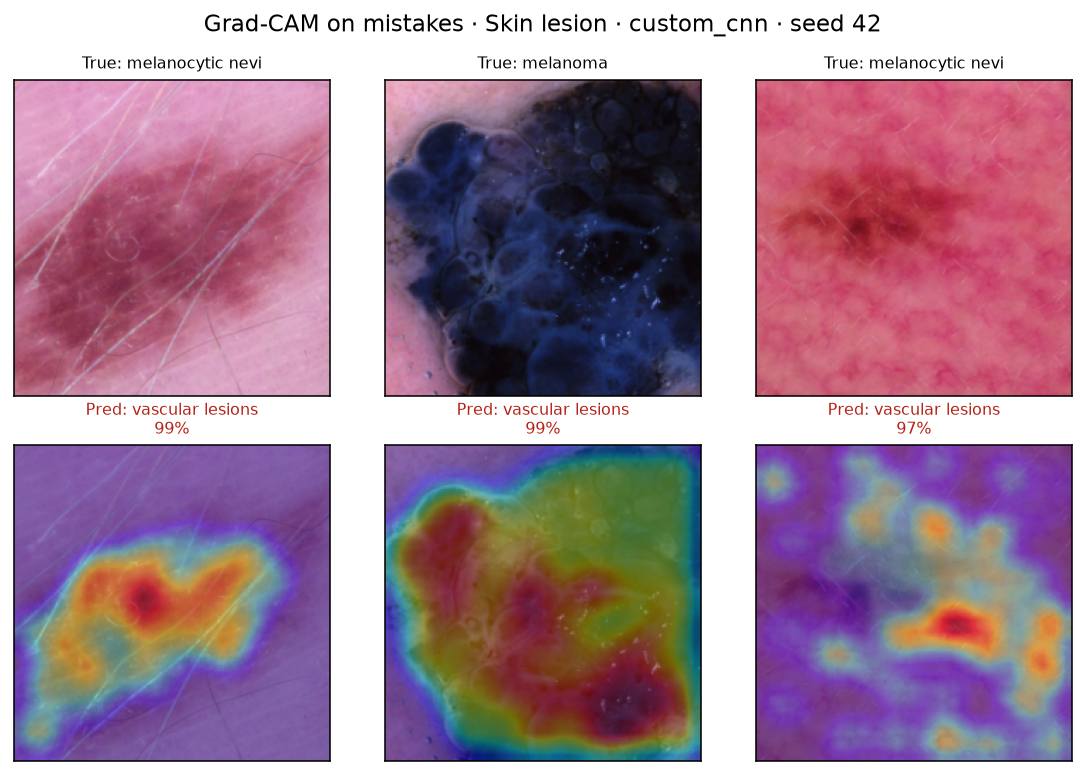 Grad-CAM on mistakes · Skin lesion · custom_cnn · seed 42
True: melanocytic nevi
True: melanoma
True: melanocytic nevi
Pred: vascular lesions
99%
Pred: vascular lesions
99%
Pred: vascular lesions
97%